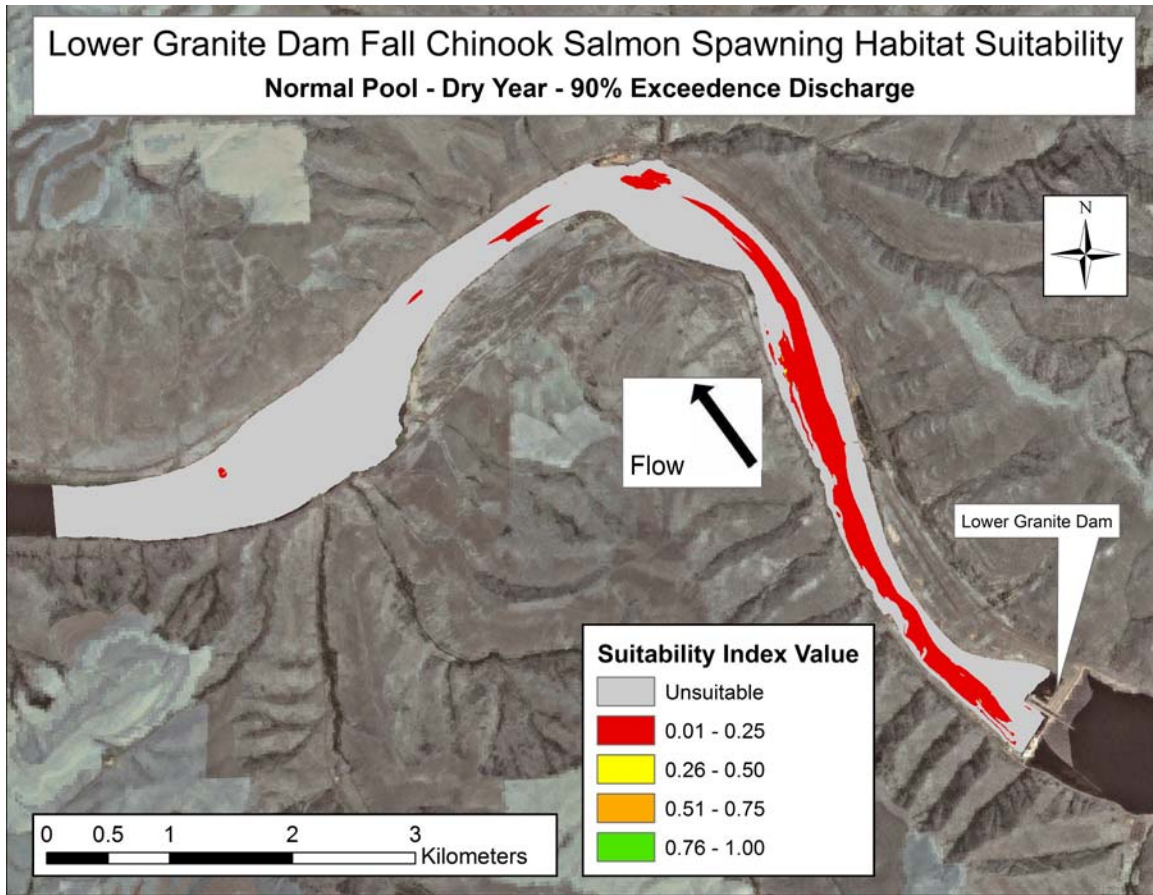 Lower Granite Dam Fall Chinook Salmon Spawning Habitat Suitability
Normal Pool - Dry Year - 90% Exceedence Discharge
N
Flow
Lower Granite Dam
Suitability Index Value
Unsuitable
0.01 - 0.25
0.26 - 0.50
0.51 - 0.75
0.76 - 1.00
0 0.5 1 2 3
Kilometers